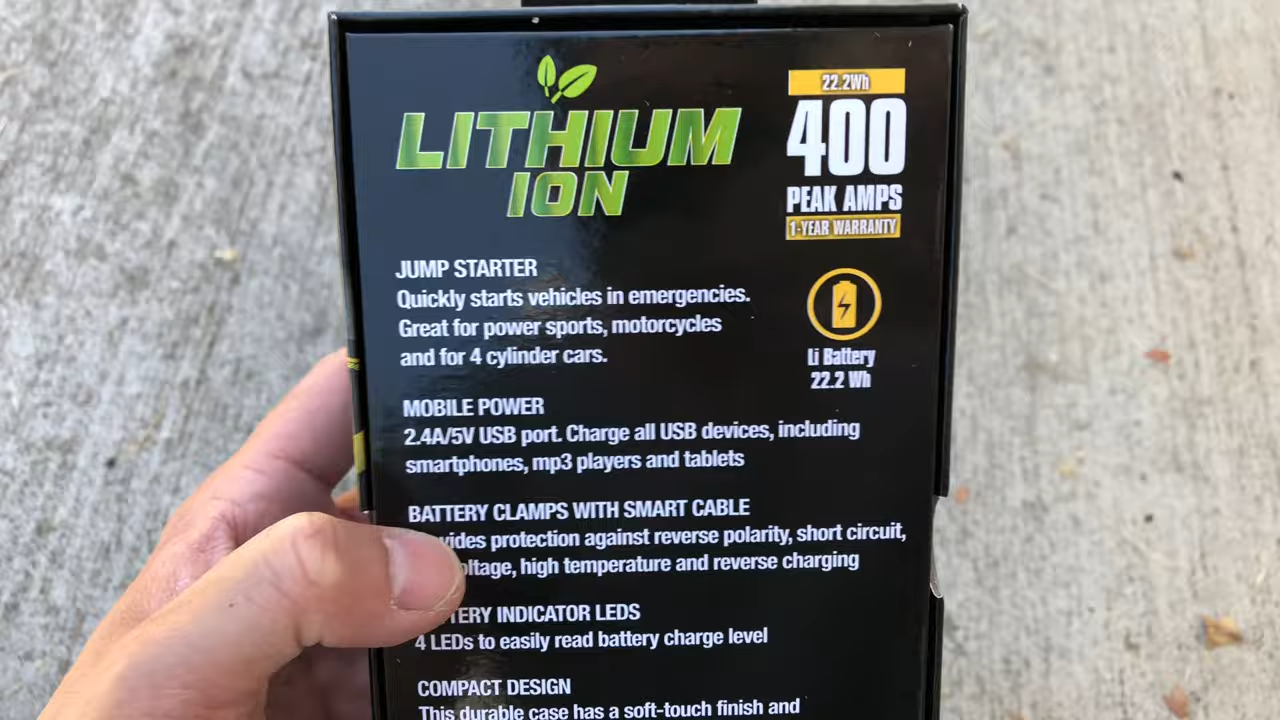 LITHIUM
ION
22.2Wh
400
PEAK AMPS
1-YEAR WARRANTY
JUMP STARTER
Quickly starts vehicles in emergencies.
Great for power sports, motorcycles
and for 4 cylinder cars.
Li Battery
22.2 Wh
MOBILE POWER
2.4A/5V USB port. Charge all USB devices, including
smartphones, mp3 players and tablets
BATTERY CLAMPS WITH SMART CABLE
protection against reverse polarity, short circuit,
high temperature and reverse charging
INDICATOR LEDS
4 LEDs to easily read battery charge level
COMPACT DESIGN
This durable case has a soft-touch finish and